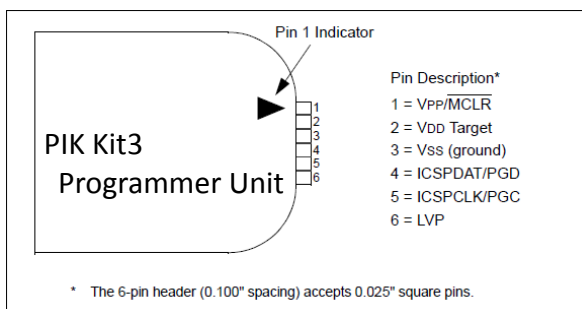 Pin 1 Indicator
1
2
3
4
5
6
PIK Kit3
Programmer Unit
Pin Description*
1 = VPP/MCLR
2 = VDD Target
3 = VSS (ground)
4 = ICSPDAT/PGD
5 = ICSPCLK/PGC
6 = LVP
* The 6-pin header (0.100" spacing) accepts 0.025" square pins.